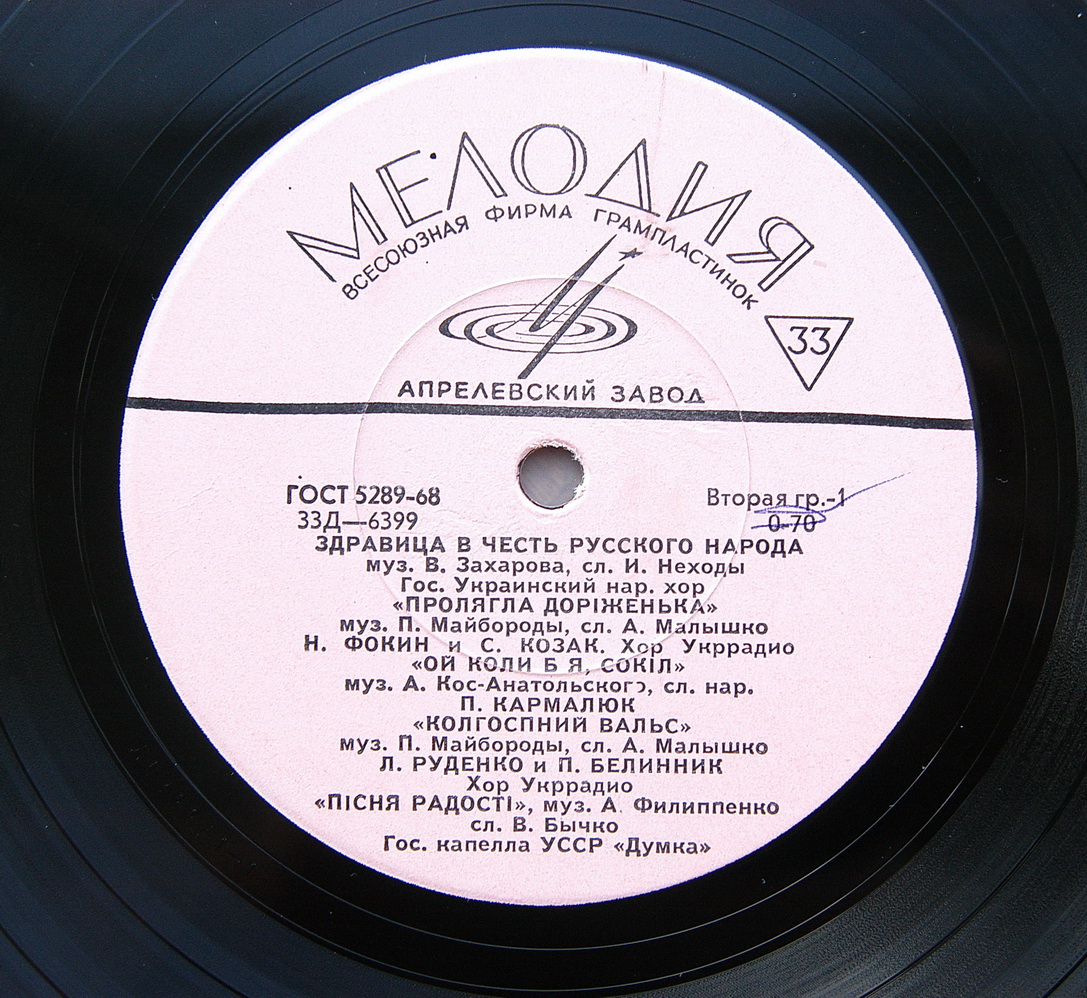 МЕЛОДИЯ
ВСЕСОЮЗНАЯ ФИРМА ГРАМПЛАСТИНОК
33
АПРЕЛЕВСКИЙ ЗАВОД
ГОСТ 5289-68
Вторая гр.-1
33Д—6399
0-70
ЗДРАВИЦА В ЧЕСТЬ РУССКОГО НАРОДА
муз. В. Захарова, сл. И. Неходы
Гос. Украинский нар. хор
«ПРОЛЯГЛА ДОРІЖЕНЬКА»
муз. П. Майбороды, сл. А. Малышко
Н. ФОКИН и С. КОЗАК. Хор Укррадио
«ОЙ КОЛИ Б Я, СОКІЛ»
муз. А. Кос-Анатольского, сл. нар.
П. КАРМАЛЮК
«КОЛГОСПНИЙ ВАЛЬС»
муз. П. Майбороды, сл. А. Малышко
Л. РУДЕНКО и П. БЕЛИННИК
Хор Укррадио
«ПІСНЯ РАДОСТІ», муз. А. Филиппенко
сл. В. Бычко
Гос. капелла УССР «Думка»